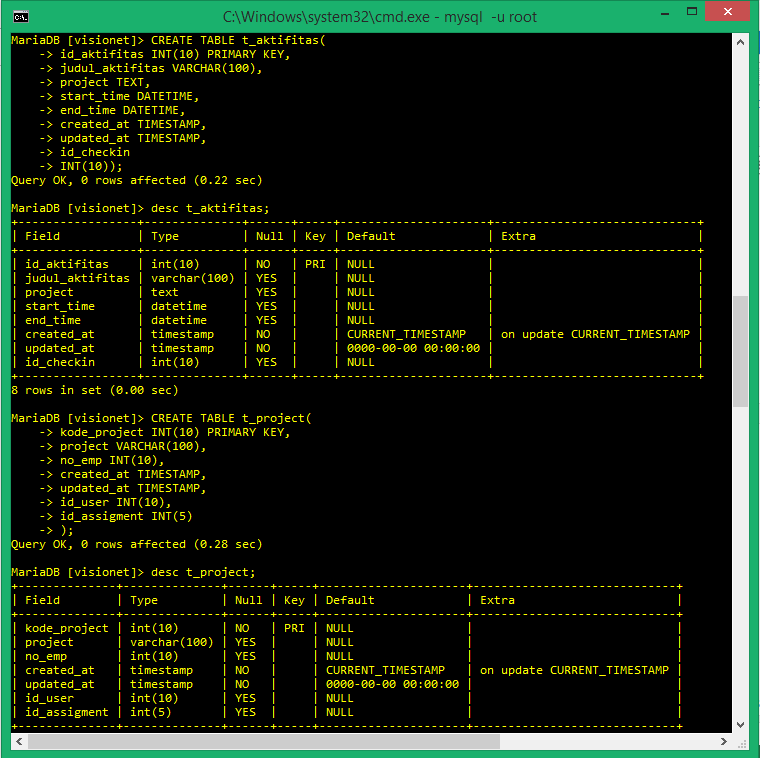 C:\Windows\system32\cmd.exe - mysql -u root
MariaDB [visionet]> CREATE TABLE t_aktifitas(
    -> id_aktifitas INT(10) PRIMARY KEY,
    -> judul_aktifitas VARCHAR(100),
    -> project TEXT,
    -> start_time DATETIME,
    -> end_time DATETIME,
    -> created_at TIMESTAMP,
    -> updated_at TIMESTAMP,
    -> id_checkin
    -> INT(10));
Query OK, 0 rows affected (0.22 sec)
MariaDB [visionet]> desc t_aktifitas;
+-----------------+--------------+------+-----+---------------------+-----------------------------+
| Field           | Type         | Null | Key | Default             | Extra                       |
+-----------------+--------------+------+-----+---------------------+-----------------------------+
| id_aktifitas    | int(10)      | NO   | PRI | NULL                |                             |
| judul_aktifitas | varchar(100) | YES  |     | NULL                |                             |
| project         | text         | YES  |     | NULL                |                             |
| start_time      | datetime     | YES  |     | NULL                |                             |
| end_time        | datetime     | YES  |     | NULL                |                             |
| created_at      | timestamp    | NO   |     | CURRENT_TIMESTAMP   | on update CURRENT_TIMESTAMP |
| updated_at      | timestamp    | NO   |     | 0000-00-00 00:00:00 |                             |
| id_checkin      | int(10)      | YES  |     | NULL                |                             |
+-----------------+--------------+------+-----+---------------------+-----------------------------+
8 rows in set (0.00 sec)
MariaDB [visionet]> CREATE TABLE t_project(
    -> kode_project INT(10) PRIMARY KEY,
    -> project VARCHAR(100),
    -> no_emp INT(10),
    -> created_at TIMESTAMP,
    -> updated_at TIMESTAMP,
    -> id_user INT(10),
    -> id_assigment INT(5)
    -> );
Query OK, 0 rows affected (0.28 sec)
MariaDB [visionet]> desc t_project;
+--------------+--------------+------+-----+---------------------+-----------------------------+
| Field        | Type         | Null | Key | Default             | Extra                       |
+--------------+--------------+------+-----+---------------------+-----------------------------+
| kode_project | int(10)      | NO   | PRI | NULL                |                             |
| project      | varchar(100) | YES  |     | NULL                |                             |
| no_emp       | int(10)      | YES  |     | NULL                |                             |
| created_at   | timestamp    | NO   |     | CURRENT_TIMESTAMP   | on update CURRENT_TIMESTAMP |
| updated_at   | timestamp    | NO   |     | 0000-00-00 00:00:00 |                             |
| id_user      | int(10)      | YES  |     | NULL                |                             |
| id_assigment | int(5)       | YES  |     | NULL                |                             |
+--------------+--------------+------+-----+---------------------+-----------------------------+